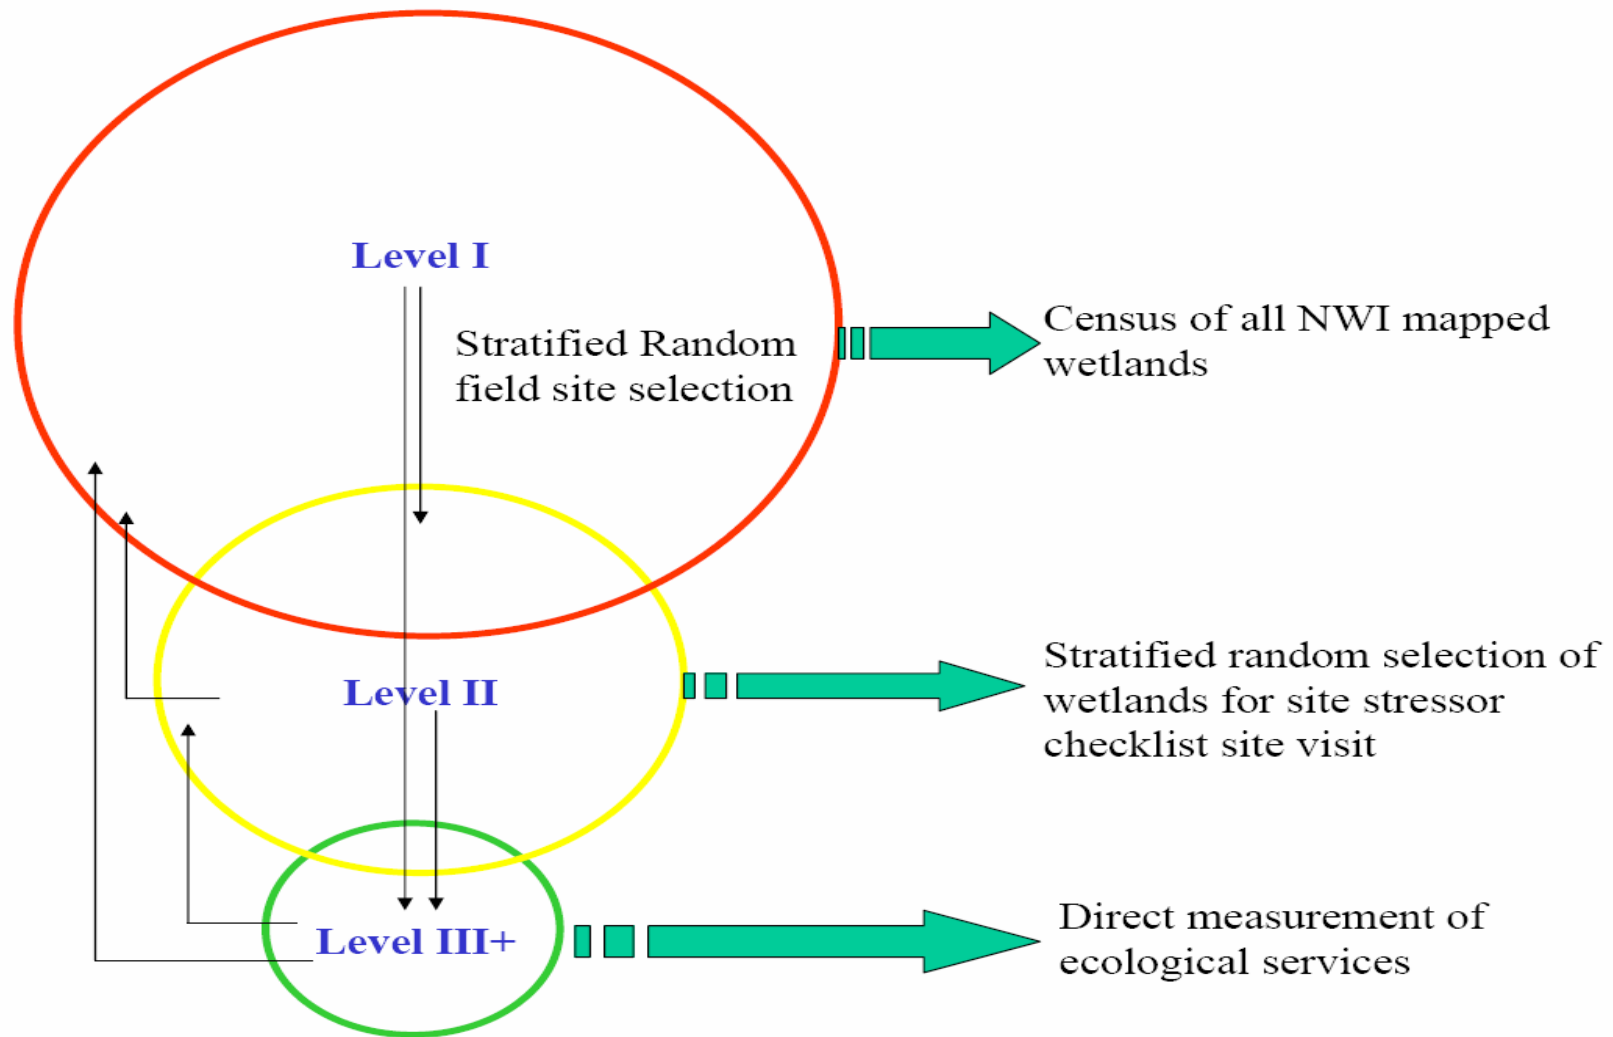 Level I
Stratified Random
field site selection
Census of all NWI mapped
wetlands
Level II
Stratified random selection of
wetlands for site stressor
checklist site visit
Level III+
Direct measurement of
ecological services